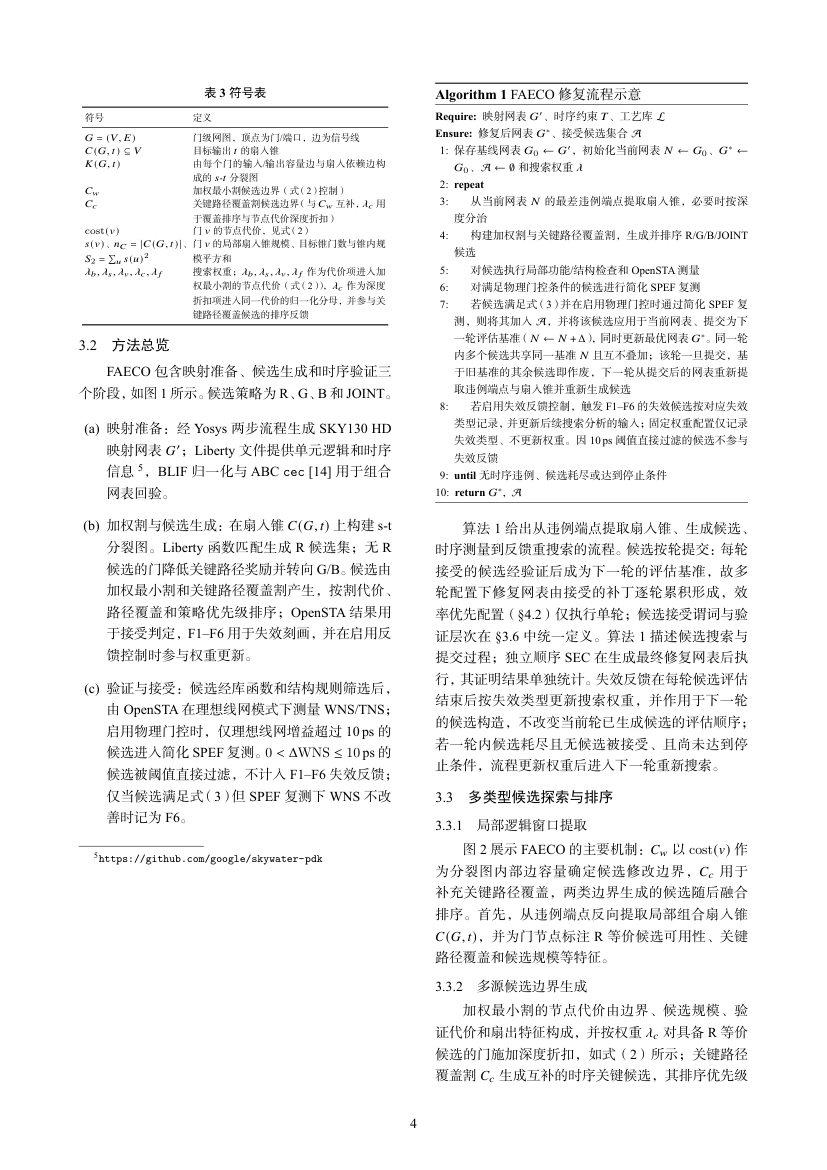 表 3 符号表
符号 定义
G = (V, E) 门级网图，顶点为门/端口，边为信号线
C(G, t) ⊆ V 目标输出 t 的扇入锥
K(G, t) 由每个门的输入/输出容量边与扇入依赖边构
成的 s-t 分裂图
C_w 加权最小割候选边界（式(2)控制）
C_c 关键路径覆盖割候选边界（与 C_w 互补，λ_c 用
于覆盖排序与节点代价深度折扣）
cost(v) 门 v 的节点代价，见式(2)
s(v)、n_C = |C(G, t)|、 门 v 的局部扇入锥规模、目标锥门数与锥内规
S_2 = ∑_u s(u)^2 模平方和
λ_b, λ_s, λ_v, λ_c, λ_f 搜索权重；λ_b, λ_s, λ_v, λ_f 作为代价项进入加
权最小割的节点代价（式(2)），λ_c 作为深度
折扣项进入同一代价的归一化分母，并参与关
键路径覆盖候选的排序反馈
3.2 方法总览
FAECO 包含映射准备、候选生成和时序验证三
个阶段，如图 1 所示。候选策略为 R、G、B 和 JOINT。
(a) 映射准备：经 Yosys 两步流程生成 SKY130 HD
映射网表 G′；Liberty 文件提供单元逻辑和时序
信息 5，BLIF 归一化与 ABC cec [14] 用于组合
网表回验。
(b) 加权割与候选生成：在扇入锥 C(G, t) 上构建 s-t
分裂图。Liberty 函数匹配生成 R 候选集；无 R
候选的门降低关键路径奖励并转向 G/B。候选由
加权最小割和关键路径覆盖割产生，按割代价、
路径覆盖和策略优先级排序；OpenSTA 结果用
于接受判定，F1–F6 用于失效刻画，并在启用反
馈控制时参与权重更新。
(c) 验证与接受：候选经库函数和结构规则筛选后，
由 OpenSTA 在理想线网模式下测量 WNS/TNS；
启用物理门控时，仅理想线网增益超过 10 ps 的
候选进入简化 SPEF 复测。0 < ΔWNS ≤ 10 ps 的
候选被阈值直接过滤，不计入 F1–F6 失效反馈；
仅当候选满足式（3）但 SPEF 复测下 WNS 不改
善时记为 F6。
5https://github.com/google/skywater-pdk
Algorithm 1 FAECO 修复流程示意
Require: 映射网表 G′、时序约束 T、工艺库 ℒ
Ensure: 修复后网表 G*、接受候选集合 𝒜
1: 保存基线网表 G_0 ← G′，初始化当前网表 N ← G_0、G* ←
G_0、𝒜 ← ∅ 和搜索权重 λ
2: repeat
3: 从当前网表 N 的最差违例端点提取扇入锥，必要时按深
度分治
4: 构建加权割与关键路径覆盖割，生成并排序 R/G/B/JOINT
候选
5: 对候选执行局部功能/结构检查和 OpenSTA 测量
6: 对满足物理门控条件的候选进行简化 SPEF 复测
7: 若候选满足式(3)并在启用物理门控时通过简化 SPEF 复
测，则将其加入 𝒜，并将该候选应用于当前网表、提交为下
一轮评估基准（N ← N + Δ），同时更新最优网表 G*。同一轮
内多个候选共享同一基准 N 且互不叠加；该轮一旦提交，基
于旧基准的其余候选即作废，下一轮从提交后的网表重新提
取违例端点与扇入锥并重新生成候选
8: 若启用失效反馈控制，触发 F1–F6 的失效候选按对应失效
类型记录，并更新后续搜索分析的输入；固定权重配置仅记录
失效类型、不更新权重。因 10 ps 阈值直接过滤的候选不参与
失效反馈
9: until 无时序违例、候选耗尽或达到停止条件
10: return G*, 𝒜
算法 1 给出从违例端点提取扇入锥、生成候选、
时序测量到反馈重搜索的流程。候选按轮提交：每轮
接受的候选经验证后成为下一轮的评估基准，故多
轮配置下修复网表由接受的补丁逐轮累积形成，效
率优先配置（§4.2）仅执行单轮；候选接受谓词与验
证层次在 §3.6 中统一定义。算法 1 描述候选搜索与
提交过程；独立顺序 SEC 在生成最终修复网表后执
行，其证明结果单独统计。失效反馈在每轮候选评估
结束后按失效类型更新搜索权重，并作用于下一轮
的候选构造，不改变当前轮已生成候选的评估顺序；
若一轮内候选耗尽且无候选被接受、且尚未达到停
止条件，流程更新权重后进入下一轮重新搜索。
3.3 多类型候选探索与排序
3.3.1 局部逻辑窗口提取
图 2 展示 FAECO 的主要机制：C_w 以 cost(v) 作
为分裂图内部边容量确定候选修改边界，C_c 用于
补充关键路径覆盖，两类边界生成的候选随后融合
排序。首先，从违例端点反向提取局部组合扇入锥
C(G, t)，并为门节点标注 R 等价候选可用性、关键
路径覆盖和候选规模等特征。
3.3.2 多源候选边界生成
加权最小割的节点代价由边界、候选规模、验
证代价和扇出特征构成，并按权重 λ_c 对具备 R 等价
候选的门施加深度折扣，如式（2）所示；关键路径
覆盖割 C_c 生成互补的时序关键候选，其排序优先级
4